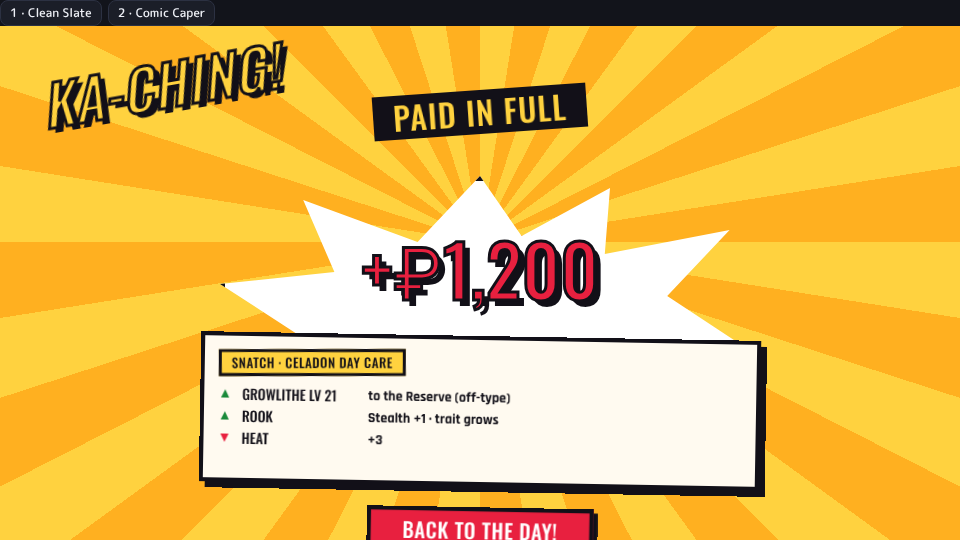 1 · Clean Slate
2 · Comic Caper
KA-CHING!
PAID IN FULL
+₽1,200
SNATCH · CELADON DAY CARE
▲ GROWLITHE LV 21 to the Reserve (off-type)
▲ ROOK Stealth +1 · trait grows
▼ HEAT +3
BACK TO THE DAY!